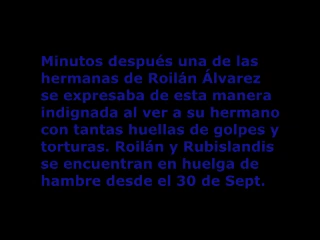 Minutos después una de las
hermanas de Roilán Álvarez
se expresaba de esta manera
indignada al ver a su hermano
con tantas huellas de golpes y
torturas. Roilán y Rubislandis
se encuentran en huelga de
hambre desde el 30 de Sept.